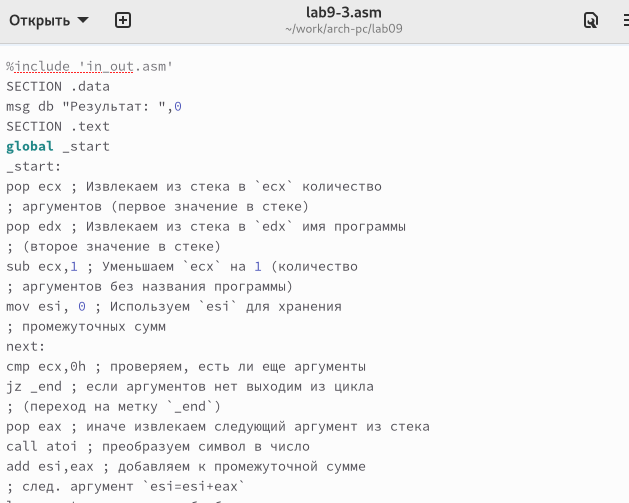 Открыть
lab9-3.asm
~/work/arch-pc/lab09
%include 'in_out.asm'
SECTION .data
msg db "Результат: ",0
SECTION .text
global _start
_start:
pop ecx ; Извлекаем из стека в `ecx` количество
; аргументов (первое значение в стеке)
pop edx ; Извлекаем из стека в `edx` имя программы
; (второе значение в стеке)
sub ecx,1 ; Уменьшаем `ecx` на 1 (количество
; аргументов без названия программы)
mov esi, 0 ; Используем `esi` для хранения
; промежуточных сумм
next:
cmp ecx,0h ; проверяем, есть ли еще аргументы
jz _end ; если аргументов нет выходим из цикла
; (переход на метку `_end`)
pop eax ; иначе извлекаем следующий аргумент из стека
call atoi ; преобразуем символ в число
add esi,eax ; добавляем к промежуточной сумме
; след. аргумент `esi=esi+eax`